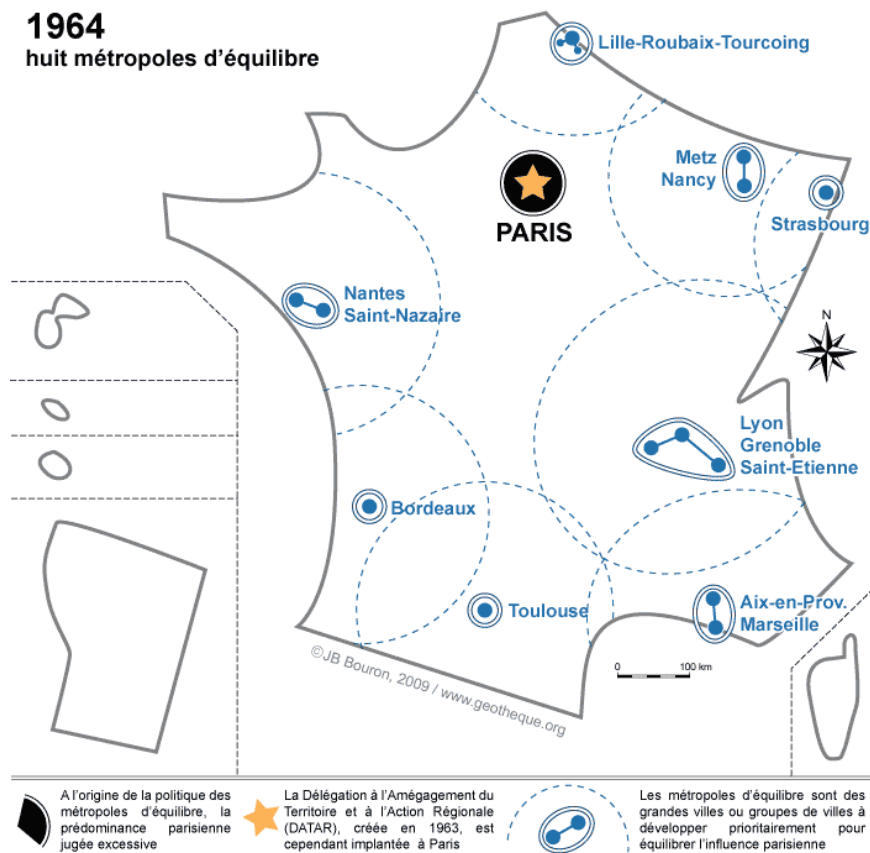 1964
huit métropoles d'équilibre
Lille-Roubaix-Tourcoing
Metz
Nancy
Strasbourg
PARIS
Nantes
Saint-Nazaire
N
Lyon
Grenoble
Saint-Etienne
Bordeaux
Toulouse
Aix-en-Prov.
Marseille
0 100 km
©JB Bouron, 2009 / www.geotheque.org
A l'origine de la politique des
métropoles d'équilibre, la
prédominance parisienne
jugée excessive
La Délégation à l'Amégagement du
Territoire et à l'Action Régionale
(DATAR), créée en 1963, est
cependant implantée à Paris
Les métropoles d'équilibre sont des
grandes villes ou groupes de villes à
développer prioritairement pour
équilibrer l'influence parisienne